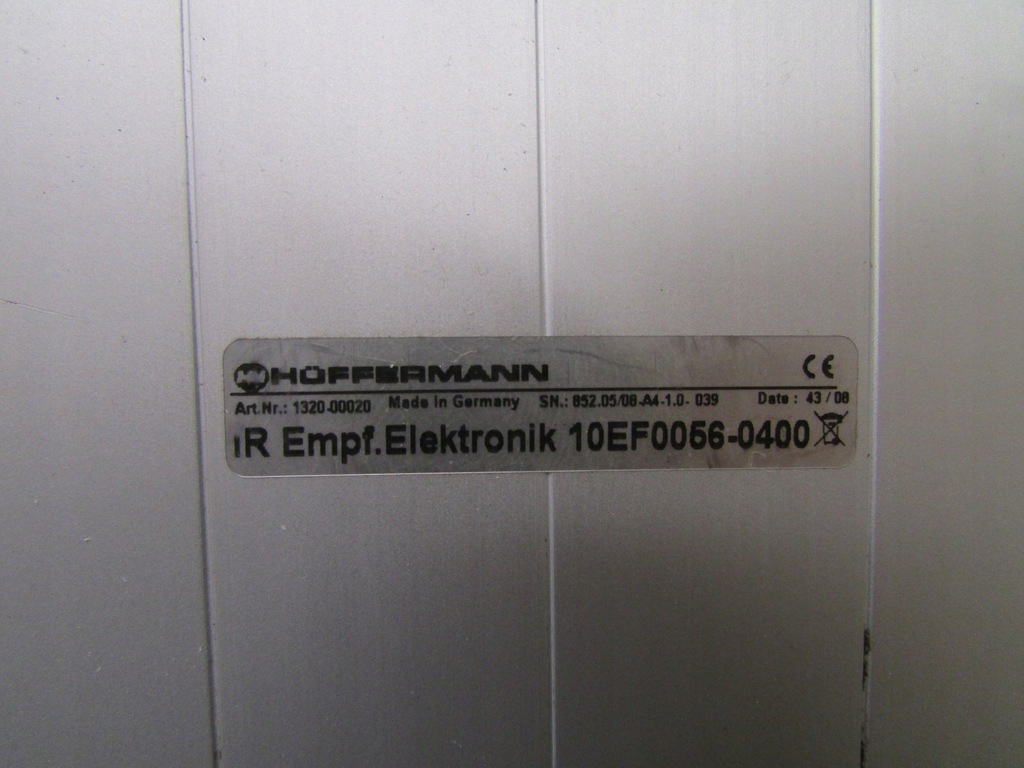 HÖFFERMANN CE
Art.Nr.: 1320-00020 Made in Germany SN.: 852.05/08-A4-1.0- 039 Date : 43 / 08
IR Empf.Elektronik 10EF0056-0400